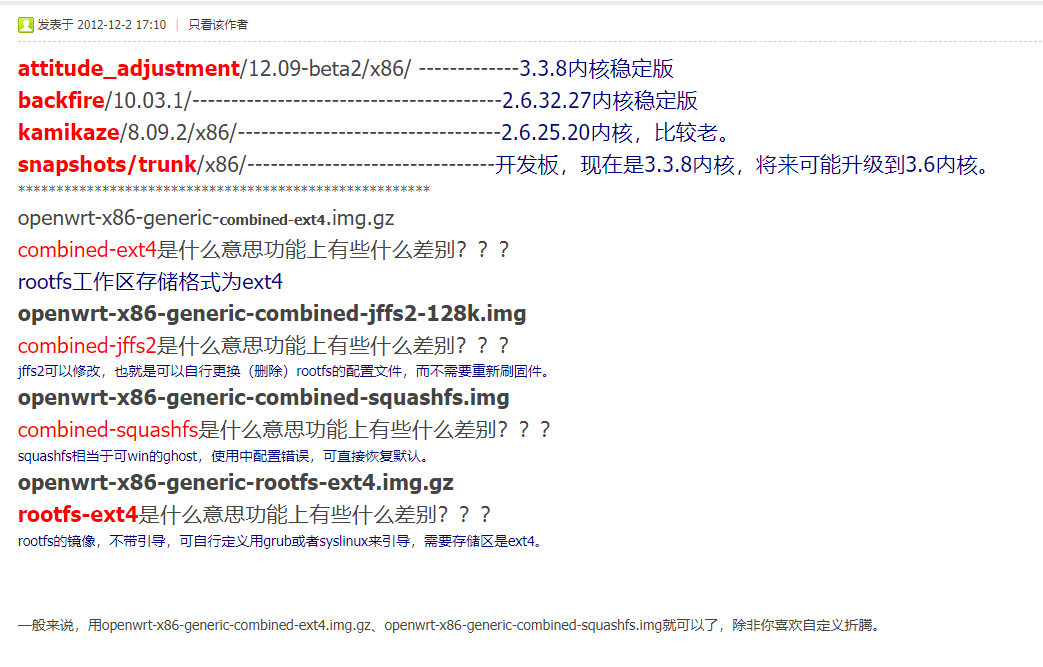 发表于 2012-12-2 17:10 | 只看该作者
attitude_adjustment/12.09-beta2/x86/ -------------3.3.8内核稳定版
backfire/10.03.1/----------------------------------------2.6.32.27内核稳定版
kamikaze/8.09.2/x86/----------------------------------2.6.25.20内核，比较老。
snapshots/trunk/x86/--------------------------------开发板，现在是3.3.8内核，将来可能升级到3.6内核。
******************************************************
openwrt-x86-generic-combined-ext4.img.gz
combined-ext4是什么意思功能上有些什么差别？？？
rootfs工作区存储格式为ext4
openwrt-x86-generic-combined-jffs2-128k.img
combined-jffs2是什么意思功能上有些什么差别？？？
jffs2可以修改，也就是可以自行更换（删除）rootfs的配置文件，而不需要重新刷固件。
openwrt-x86-generic-combined-squashfs.img
combined-squashfs是什么意思功能上有些什么差别？？？
squashfs相当于可win的ghost，使用中配置错误，可直接恢复默认。
openwrt-x86-generic-rootfs-ext4.img.gz
rootfs-ext4是什么意思功能上有些什么差别？？？
rootfs的镜像，不带引导，可自行定义用grub或者syslinux来引导，需要存储区是ext4。
一般来说，用openwrt-x86-generic-combined-ext4.img.gz、openwrt-x86-generic-combined-squashfs.img就可以了，除非你喜欢自定义折腾。